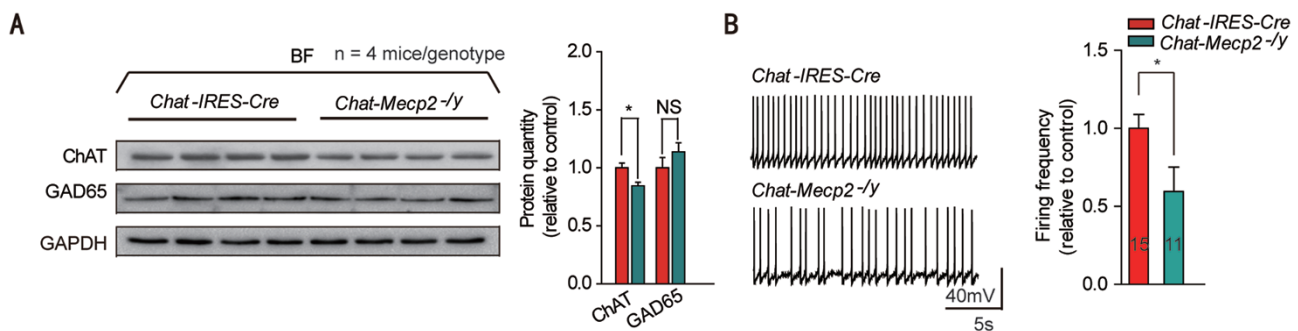 A
BF n = 4 mice/genotype
Chat-IRES-Cre Chat-Mecp2-/y
ChAT
GAD65
GAPDH
Protein quantity
(relative to control)
2.0
1.5
1.0
0.5
0.0
* NS
ChAT GAD65
B
Chat-IRES-Cre
Chat-Mecp2-/y
40mV
5s
Chat-IRES-Cre
Chat-Mecp2-/y
Firing frequency
(relative to control)
1.5
1.0
0.5
0.0
*
15 11